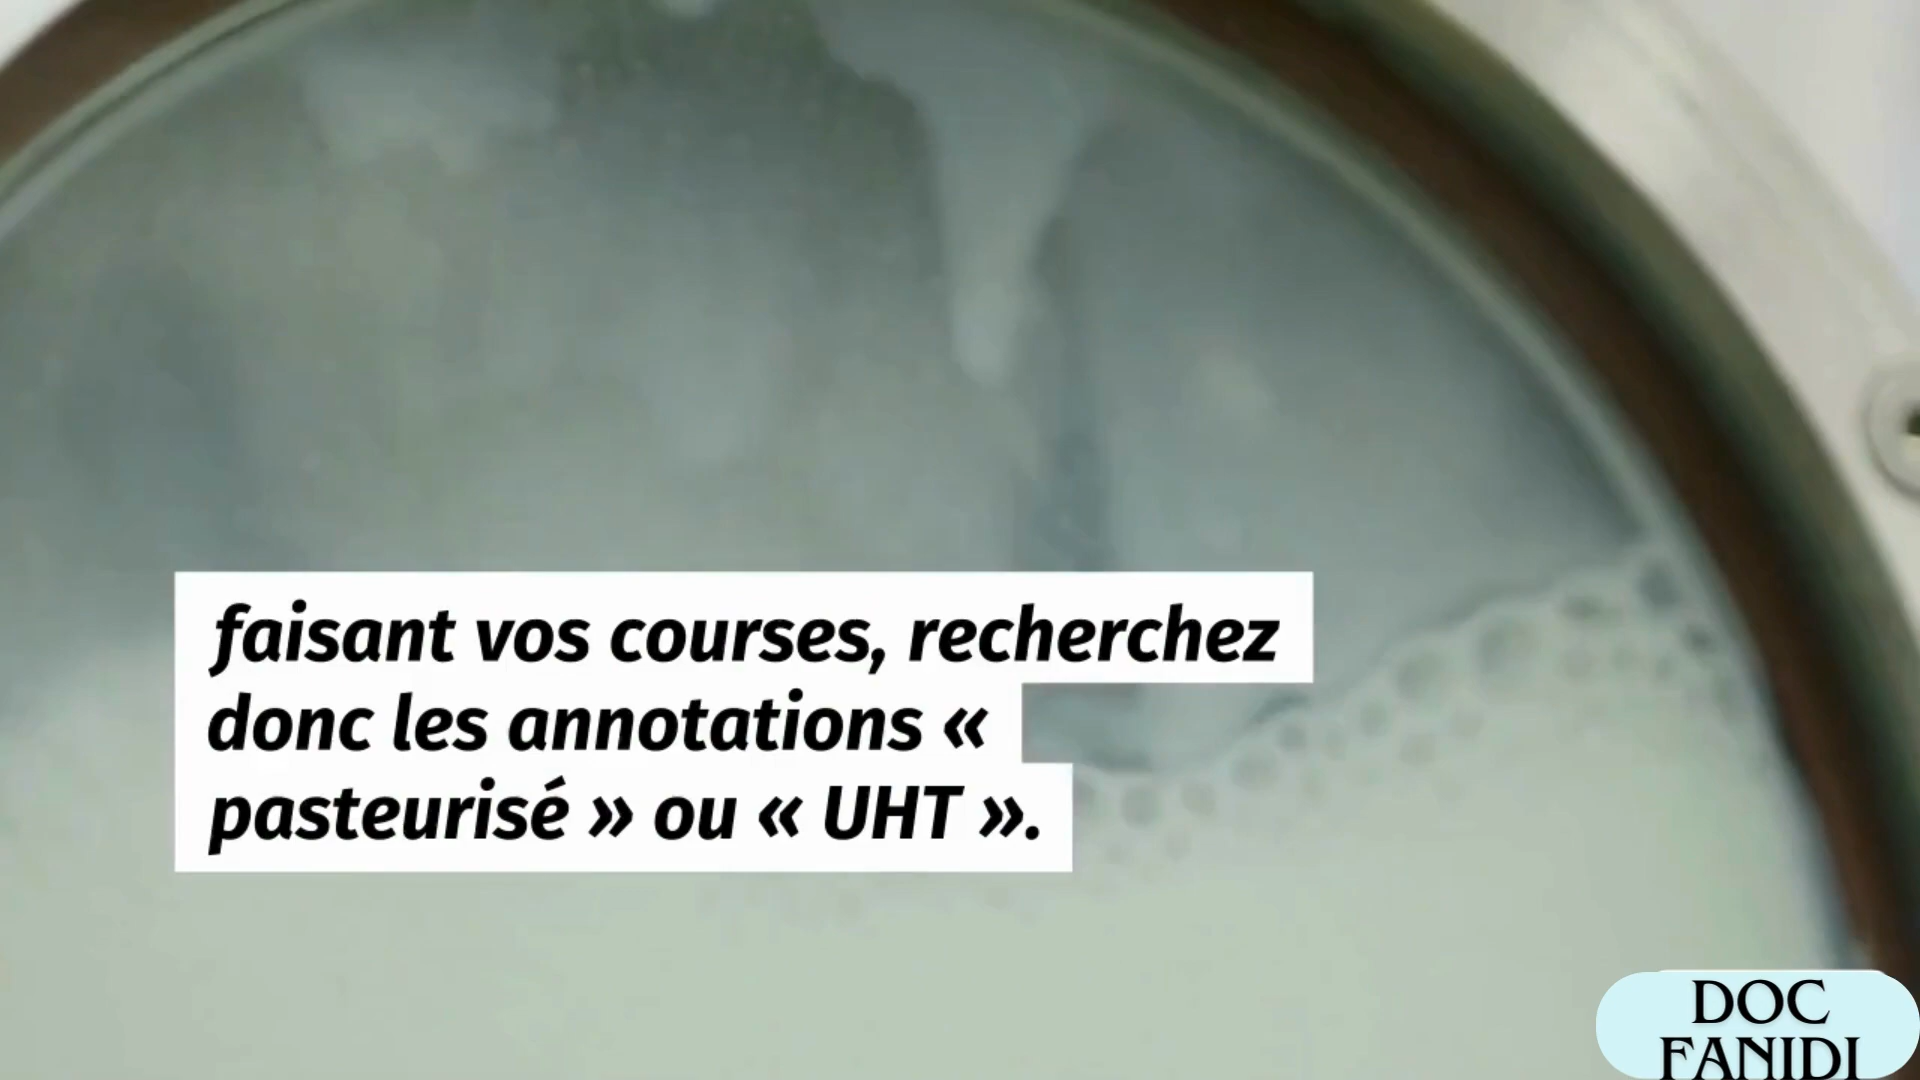 faisant vos courses, recherchez
donc les annotations «
pasteurisé » ou « UHT ».
DOC
FANIDI